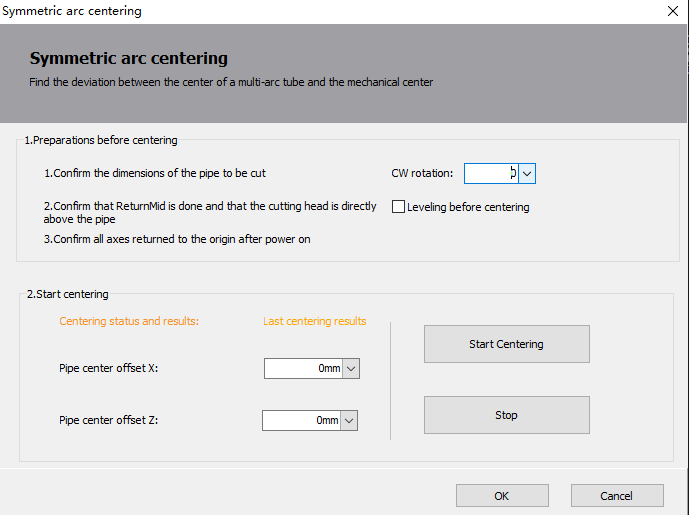 Symmetric arc centering
Symmetric arc centering
Find the deviation between the center of a multi-arc tube and the mechanical center
1.Preparations before centering
1.Confirm the dimensions of the pipe to be cut
CW rotation:
0
2.Confirm that ReturnMid is done and that the cutting head is directly
above the pipe
Leveling before centering
3.Confirm all axes returned to the origin after power on
2.Start centering
Centering status and results:
Last centering results
Start Centering
Pipe center offset X:
0mm
Pipe center offset Z:
0mm
Stop
OK
Cancel